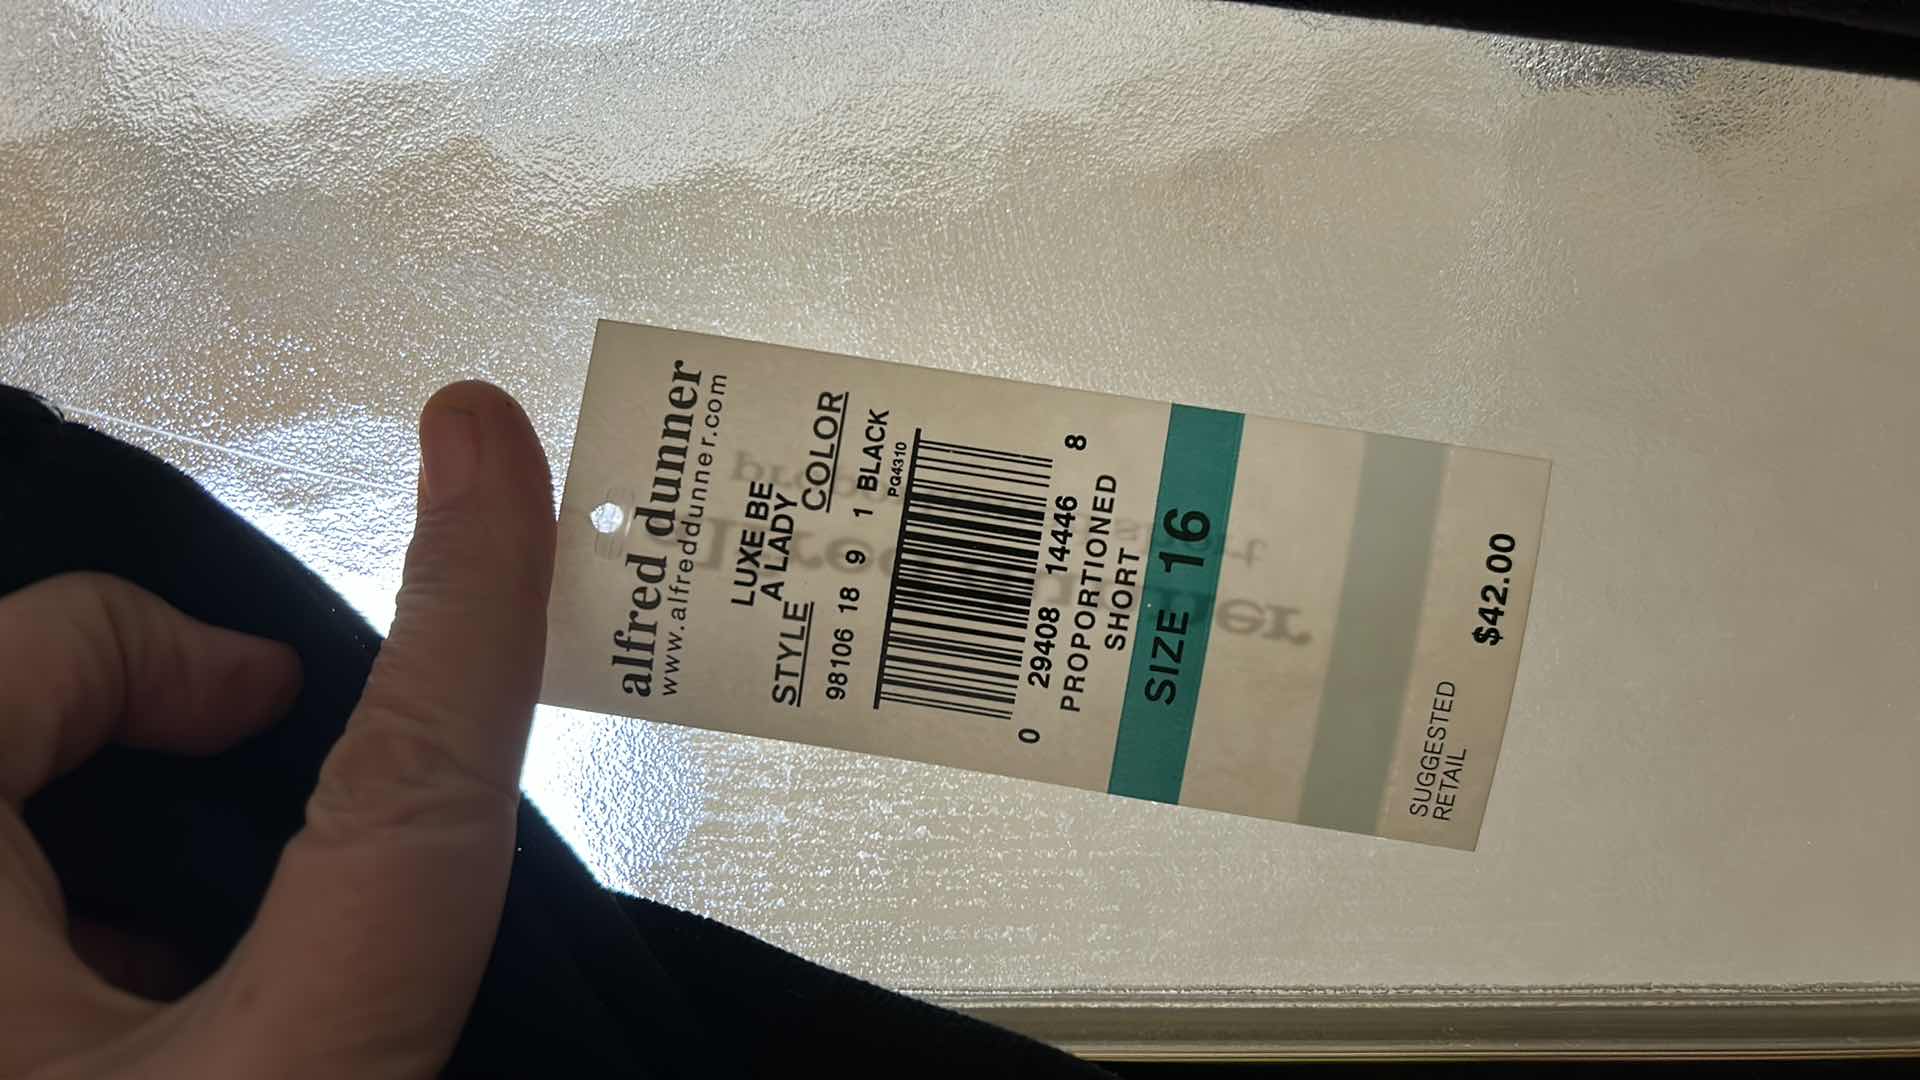 alfred dunner
www.alfreddunner.com
LUXE BE
A LADY
STYLE COLOR
98106 18 9 1 BLACK
PG4310
0 29408 14446 8
PROPORTIONED
SHORT
SIZE 16
SUGGESTED
RETAIL
$42.00